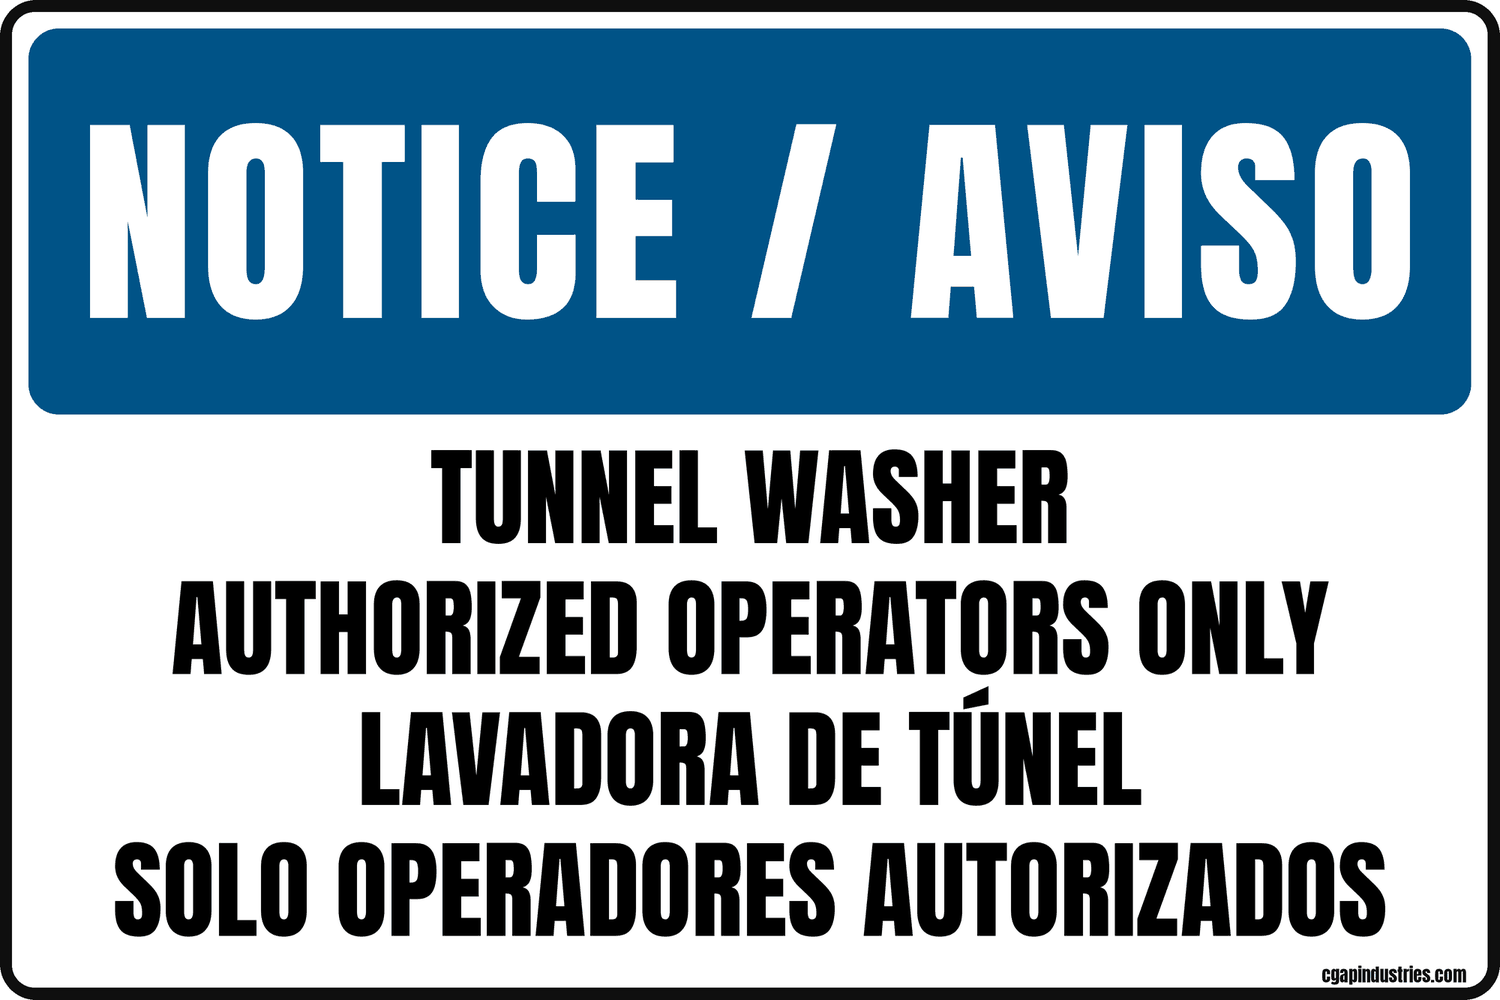 NOTICE / AVISO
TUNNEL WASHER
AUTHORIZED OPERATORS ONLY
LAVADORA DE TÚNEL
SOLO OPERADORES AUTORIZADOS
cgapindustries.com